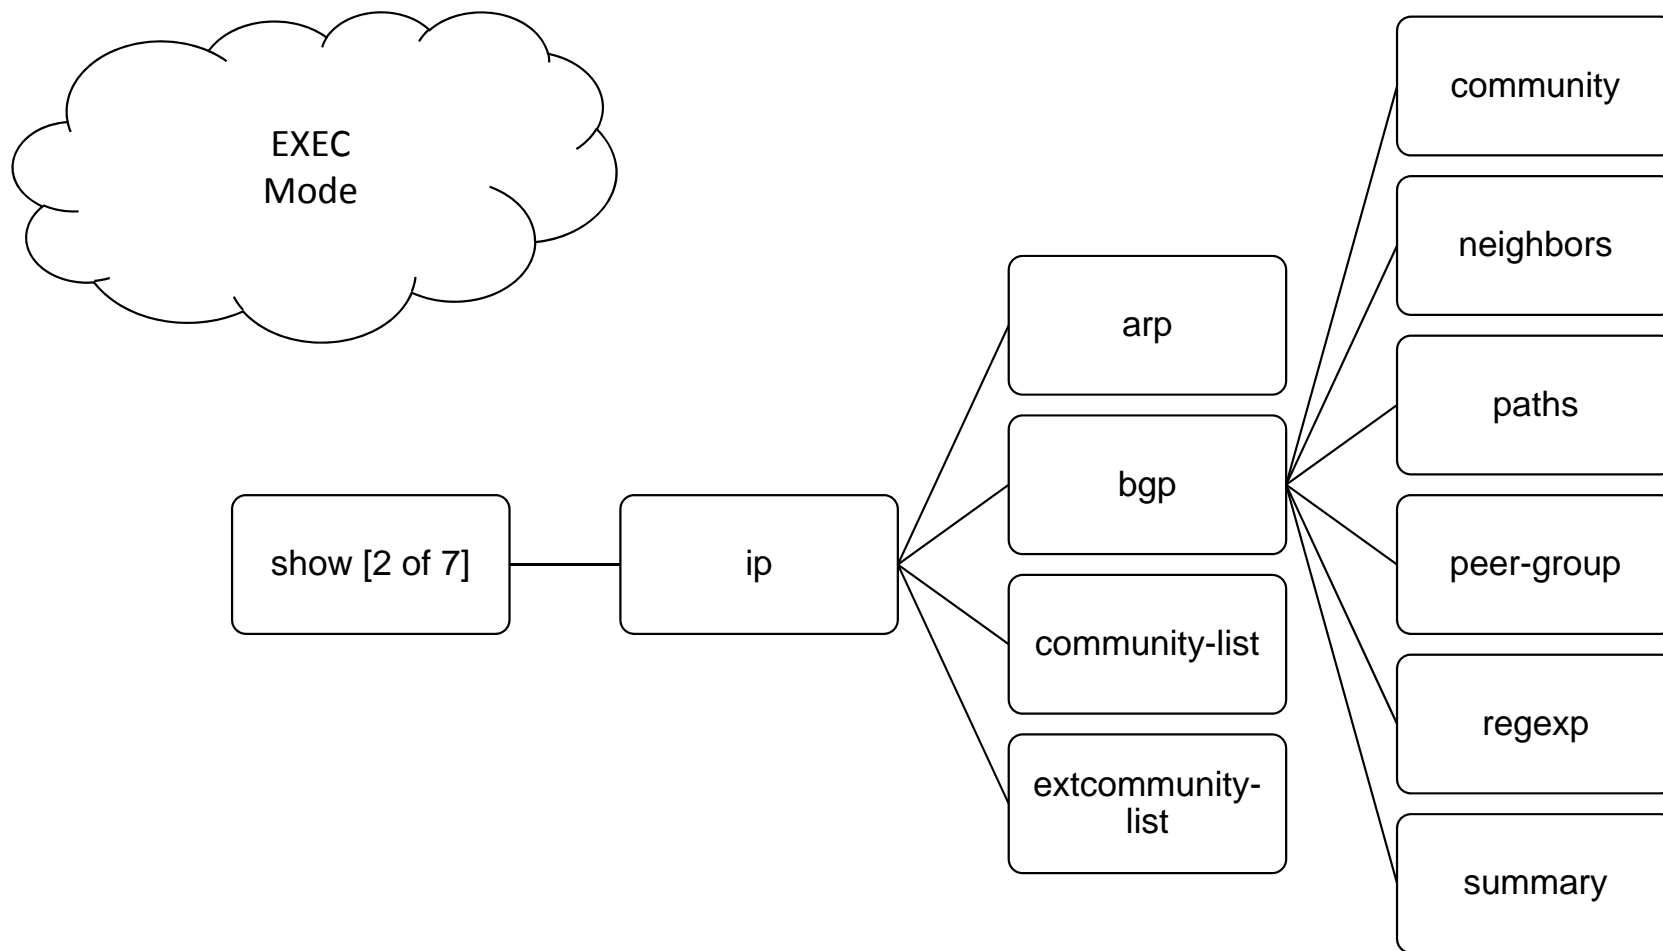 EXEC
Mode
show [2 of 7]
ip
arp
bgp
community-list
extcommunity-
list
community
neighbors
paths
peer-group
regexp
summary